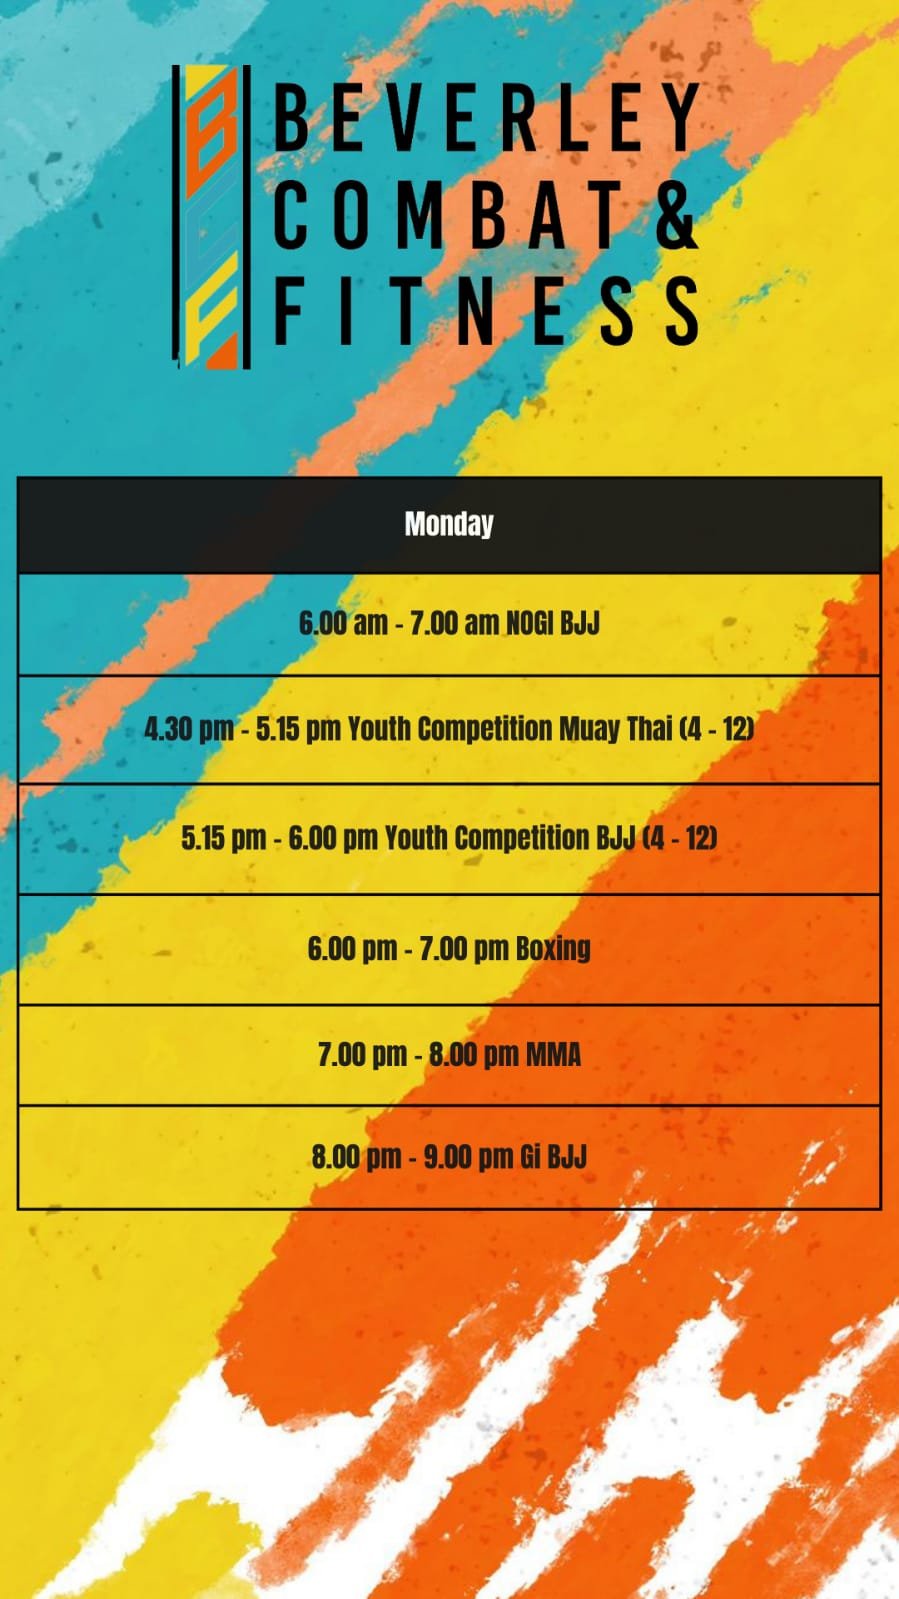 BEVERLEY
COMBAT &
FITNESS
BCF
Monday
6.00 am - 7.00 am NOGI BJJ
4.30 pm - 5.15 pm Youth Competition Muay Thai (4 - 12)
5.15 pm - 6.00 pm Youth Competition BJJ (4 - 12)
6.00 pm - 7.00 pm Boxing
7.00 pm - 8.00 pm MMA
8.00 pm - 9.00 pm Gi BJJ